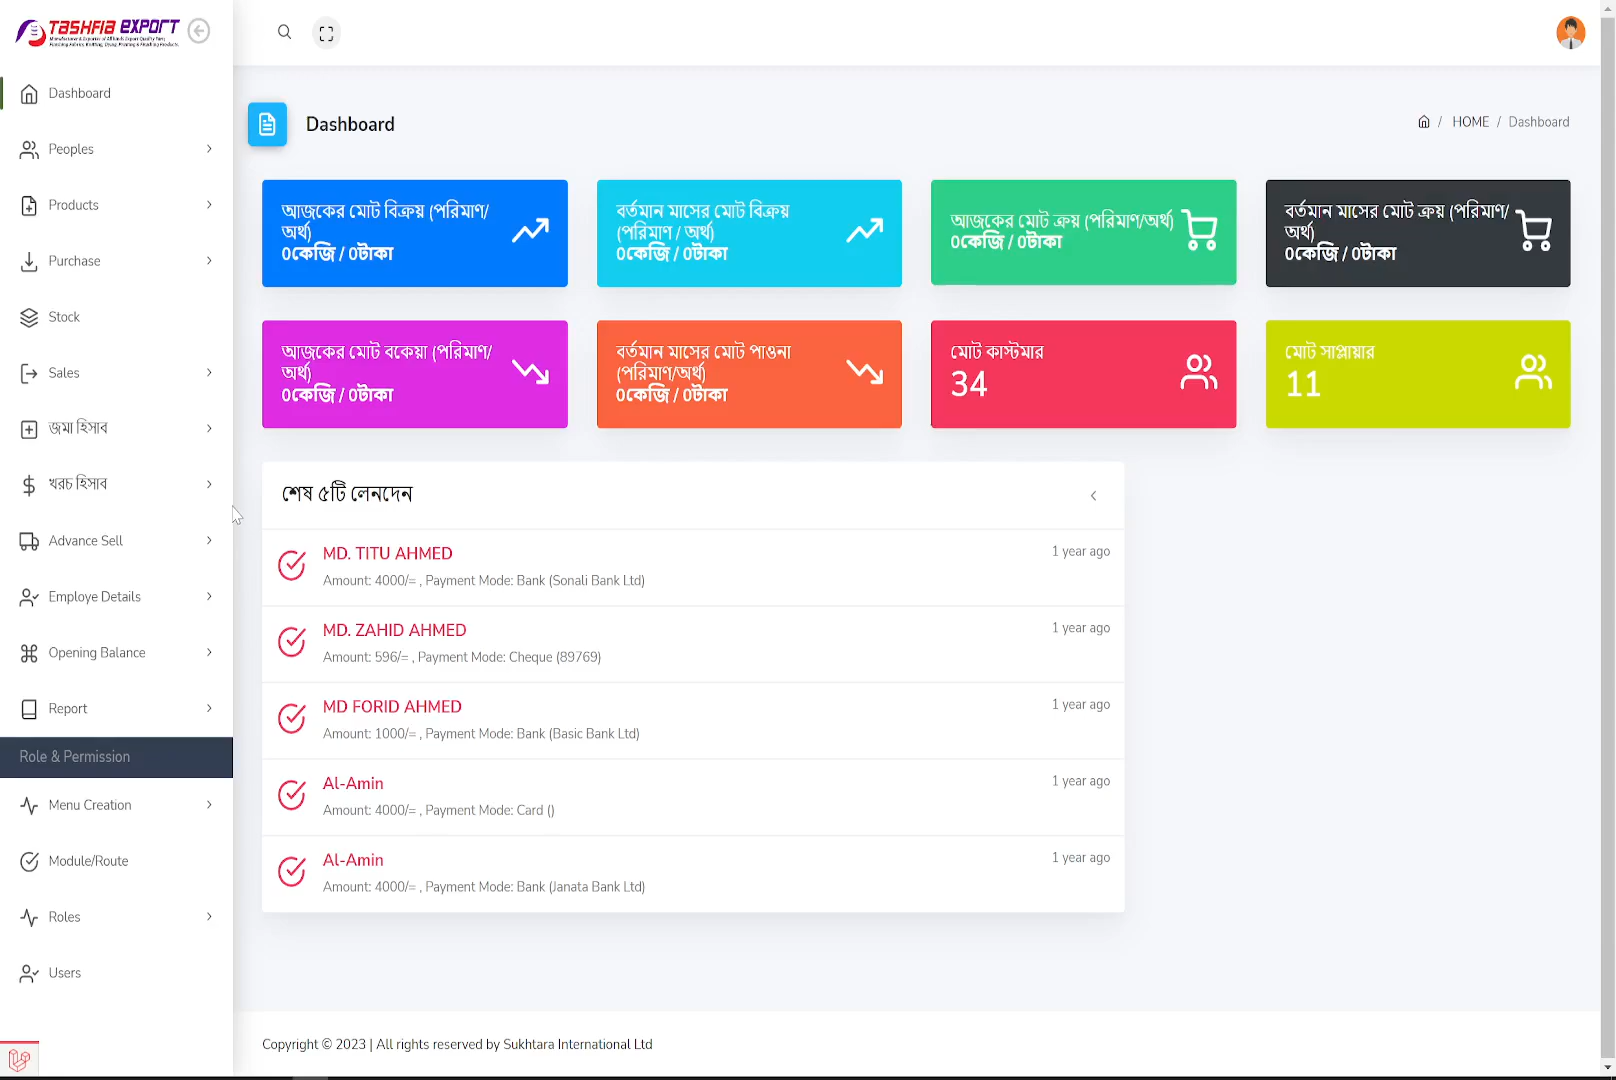 TASHFIA EXPORT
Dashboard
Peoples
Products
Purchase
Stock
Sales
জমা হিসাব
খরচ হিসাব
Advance Sell
Employe Details
Opening Balance
Report
Role & Permission
Menu Creation
Module/Route
Roles
Users
Dashboard
/ HOME / Dashboard
আজকের মোট বিক্রয় (পরিমাণ/
অর্থ)
0কেজি / 0টাকা
বর্তমান মাসের মোট বিক্রয়
(পরিমাণ / অর্থ)
0কেজি / 0টাকা
আজকের মোট ক্রয় (পরিমাণ/অর্থ)
0কেজি / 0টাকা
বর্তমান মাসের মোট ক্রয় (পরিমাণ/
অর্থ)
0কেজি / 0টাকা
আজকের মোট বকেয়া (পরিমাণ/
অর্থ)
0কেজি / 0টাকা
বর্তমান মাসের মোট পাওনা
(পরিমাণ/অর্থ)
0কেজি / 0টাকা
মোট কাস্টমার
34
মোট সাপ্লায়ার
11
শেষ ৫টি লেনদেন
MD. TITU AHMED
1 year ago
Amount: 4000/= , Payment Mode: Bank (Sonali Bank Ltd)
MD. ZAHID AHMED
1 year ago
Amount: 596/= , Payment Mode: Cheque (89769)
MD FORID AHMED
1 year ago
Amount: 1000/= , Payment Mode: Bank (Basic Bank Ltd)
Al-Amin
1 year ago
Amount: 4000/= , Payment Mode: Card ()
Al-Amin
1 year ago
Amount: 4000/= , Payment Mode: Bank (Janata Bank Ltd)
Copyright © 2023 | All rights reserved by Sukhtara International Ltd